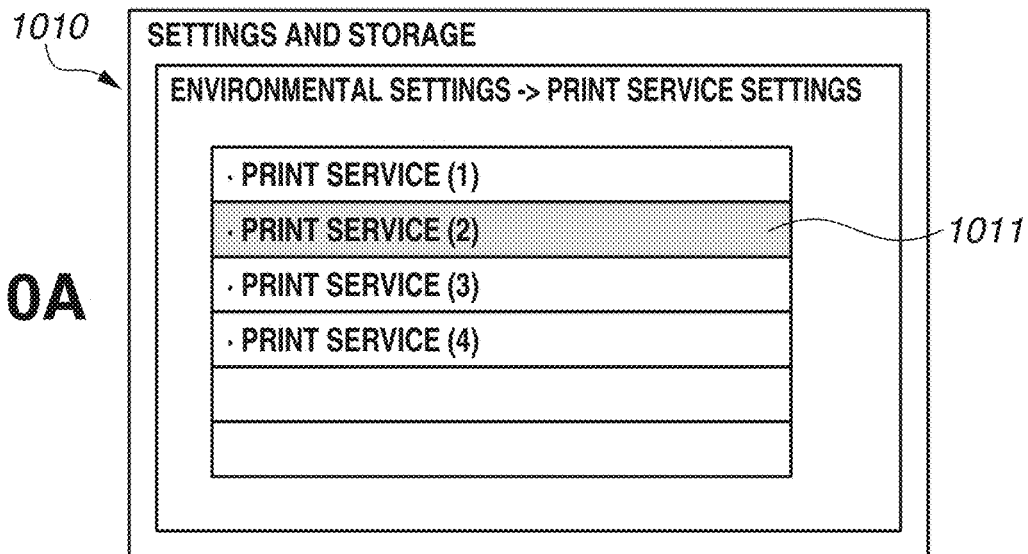 1010
SETTINGS AND STORAGE
ENVIRONMENTAL SETTINGS -> PRINT SERVICE SETTINGS
· PRINT SERVICE (1)
· PRINT SERVICE (2)
1011
0A
· PRINT SERVICE (3)
· PRINT SERVICE (4)